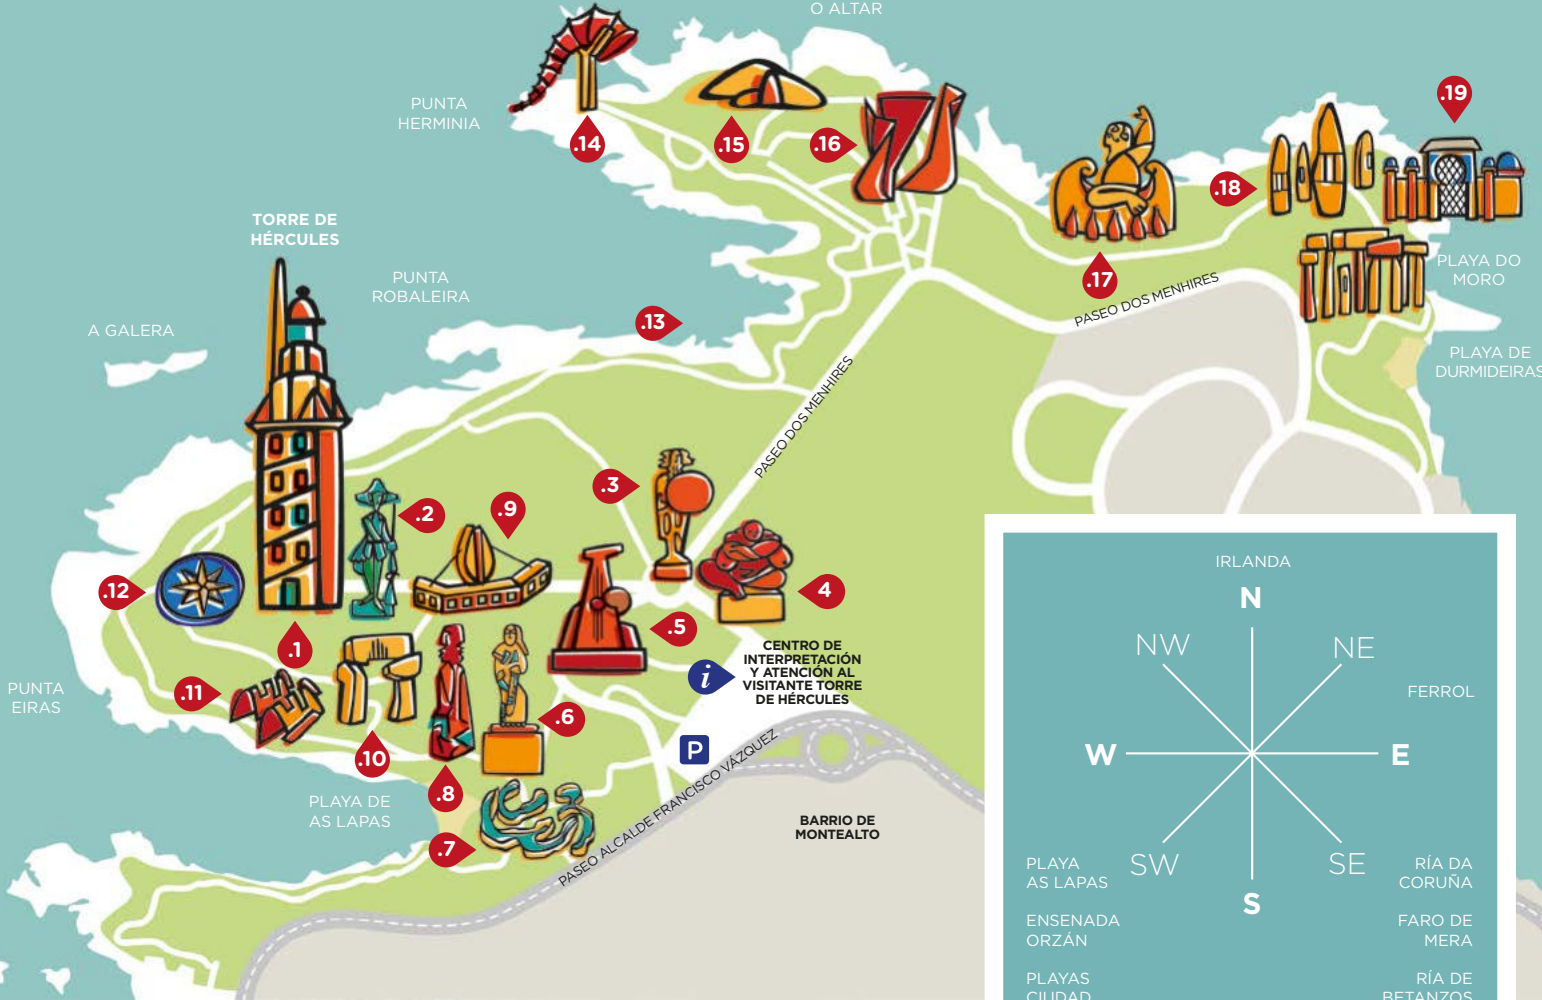 O ALTAR
PUNTA
HERMINIA
.14
.15
.16
.17
.18
.19
TORRE DE
HÉRCULES
PUNTA
ROBALEIRA
A GALERA
.13
PASEO DOS MENHIRES
PLAYA DO
MORO
PLAYA DE
DURMIDEIRAS
PASEO DOS MENHIRES
.3
.2
.9
.12
4
.5
.1
CENTRO DE
INTERPRETACIÓN
Y ATENCIÓN AL
VISITANTE TORRE
DE HÉRCULES
i
PUNTA
EIRAS
.11
.6
.10
P
.8
PLAYA DE
AS LAPAS
.7
PASEO ALCALDE FRANCISCO VÁZQUEZ
BARRIO DE
MONTEALTO
IRLANDA
N
NW
NE
FERROL
W
E
SW
SE
S
PLAYA
AS LAPAS
RÍA DA
CORUÑA
ENSENADA
ORZÁN
FARO DE
MERA
PLAYAS
CIUDAD
RÍA DE
BETANZOS